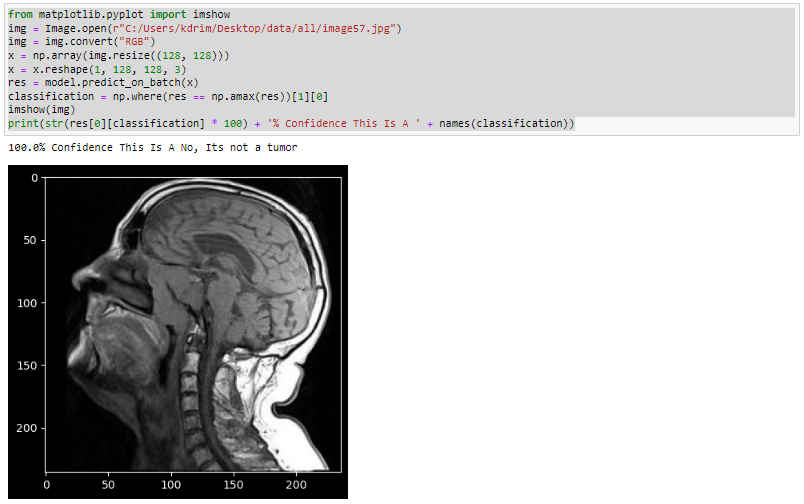 from matplotlib.pyplot import imshow
img = Image.open(r"C:/Users/kdrim/Desktop/data/all/image57.jpg")
img = img.convert("RGB")
x = np.array(img.resize((128, 128)))
x = x.reshape(1, 128, 128, 3)
res = model.predict_on_batch(x)
classification = np.where(res == np.amax(res))[1][0]
imshow(img)
print(str(res[0][classification] * 100) + '% Confidence This Is A ' + names(classification))
100.0% Confidence This Is A No, Its not a tumor
0
50
100
150
200
0 50 100 150 200